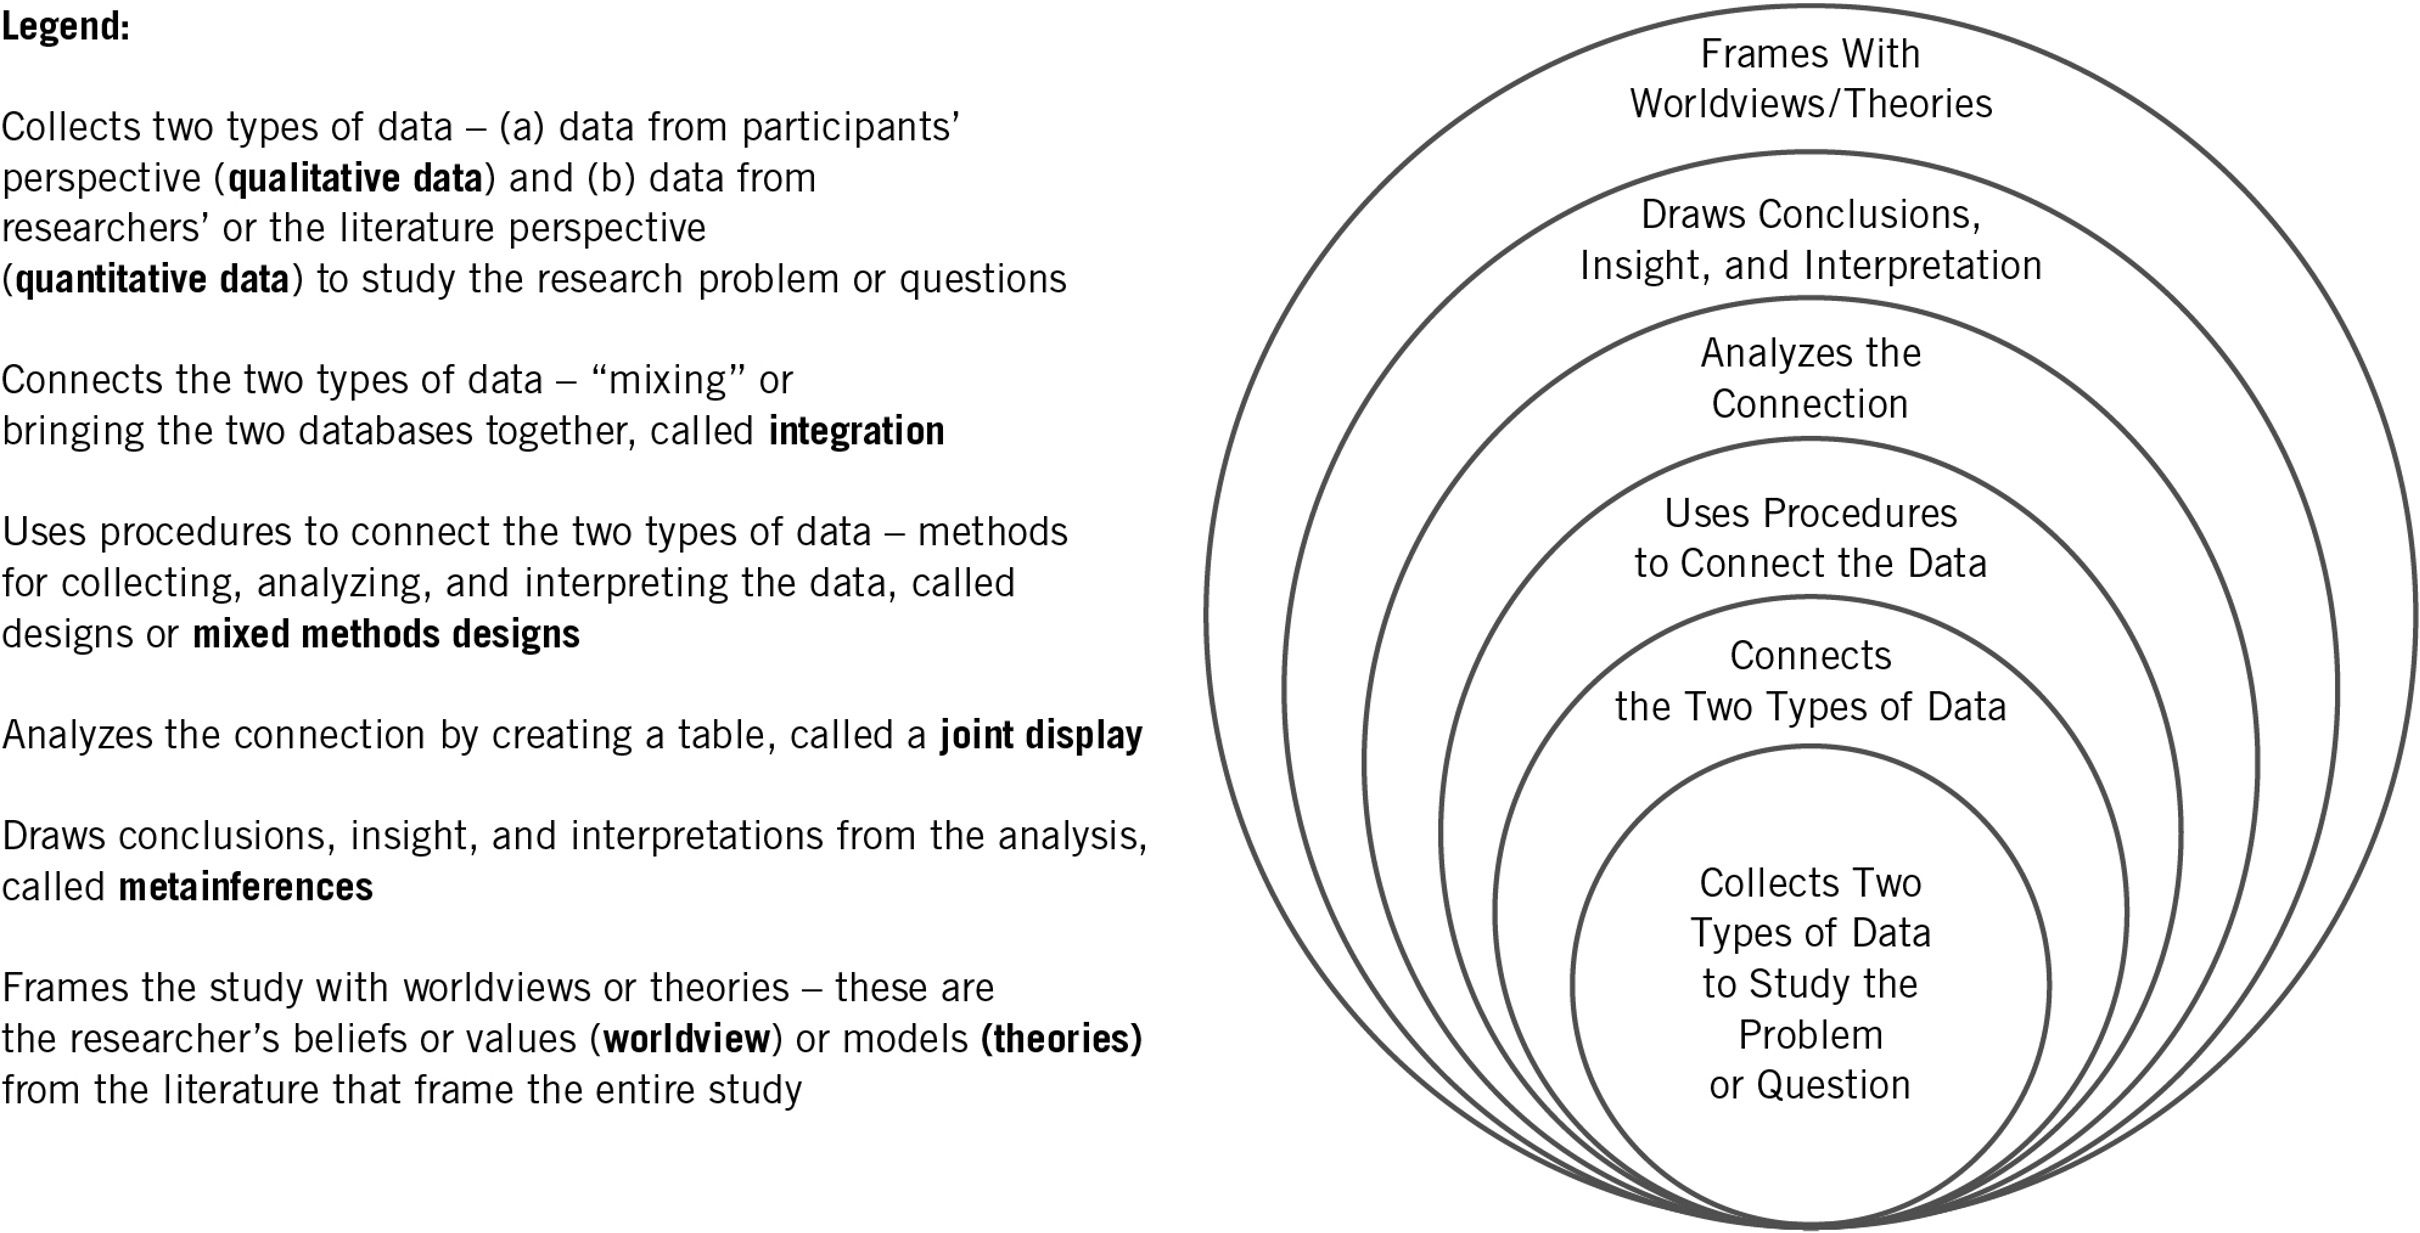 Legend:
Collects two types of data – (a) data from participants’
perspective (qualitative data) and (b) data from
researchers’ or the literature perspective
(quantitative data) to study the research problem or questions
Connects the two types of data – “mixing” or
bringing the two databases together, called integration
Uses procedures to connect the two types of data – methods
for collecting, analyzing, and interpreting the data, called
designs or mixed methods designs
Analyzes the connection by creating a table, called a joint display
Draws conclusions, insight, and interpretations from the analysis,
called metainferences
Frames the study with worldviews or theories – these are
the researcher’s beliefs or values (worldview) or models (theories)
from the literature that frame the entire study
Frames With
Worldviews/Theories
Draws Conclusions,
Insight, and Interpretation
Analyzes the
Connection
Uses Procedures
to Connect the Data
Connects
the Two Types of Data
Collects Two
Types of Data
to Study the
Problem
or Question